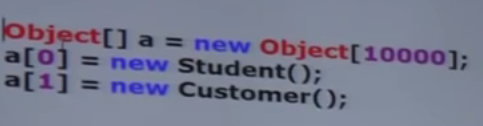 Object[] a = new Object[10000];
a[0] = new Student();
a[1] = new Customer();